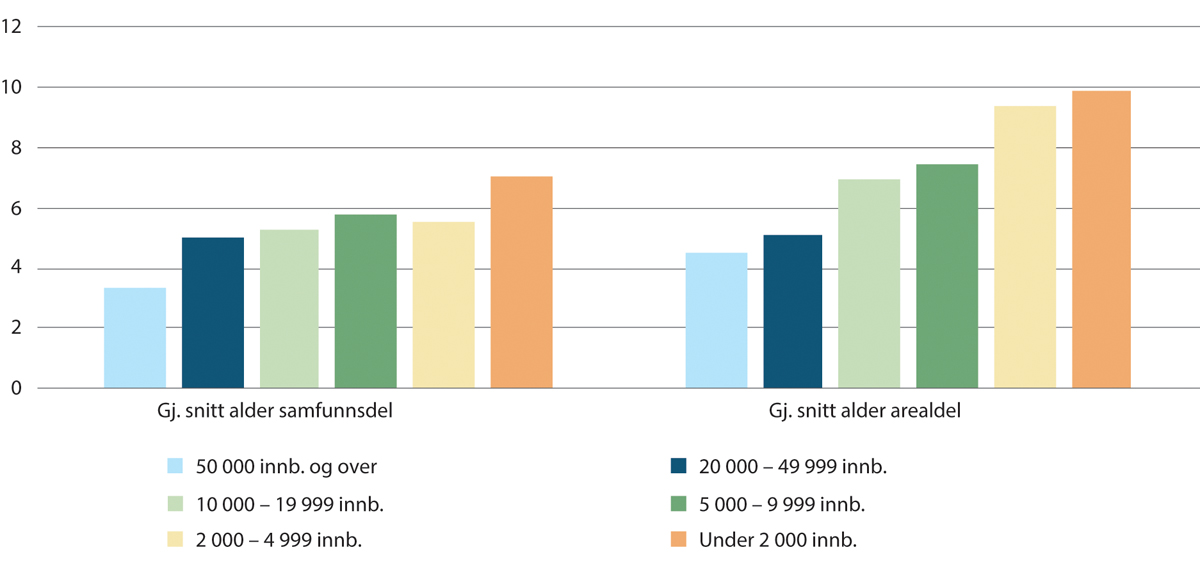 12
10
8
6
4
2
0
Gj. snitt alder samfunnsdel
Gj. snitt alder arealdel
50 000 innb. og over
20 000 – 49 999 innb.
10 000 – 19 999 innb.
5 000 – 9 999 innb.
2 000 – 4 999 innb.
Under 2 000 innb.